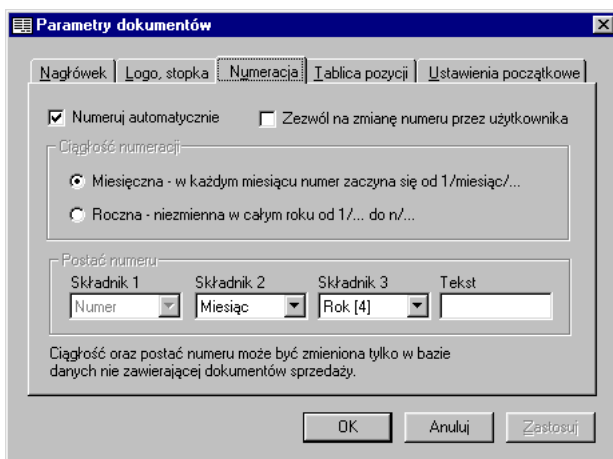 Parametry dokumentów
Nagłówek Logo, stopka Numeracja Tablica pozycji Ustawienia początkowe
Numeruj automatycznie Zezwól na zmianę numeru przez użytkownika
Ciągłość numeracji
Miesięczna - w każdym miesiącu numer zaczyna się od 1/miesiąc/...
Roczna - niezmienna w całym roku od 1/... do n/...
Postać numeru
Składnik 1 Składnik 2 Składnik 3 Tekst
Numer Miesiąc Rok [4]
Ciągłość oraz postać numeru może być zmieniona tylko w bazie
danych nie zawierającej dokumentów sprzedaży.
OK Anuluj Zastosuj